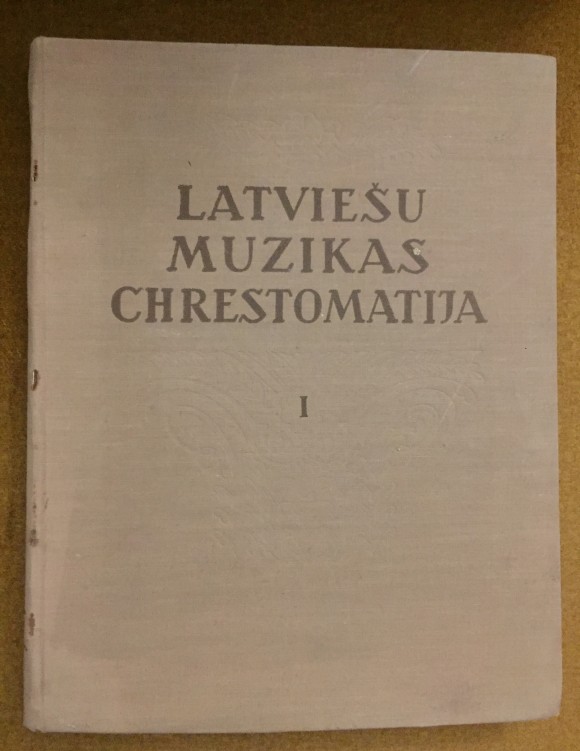 LATVIEŠU
MUZIKAS
CHRESTOMATIJA
I